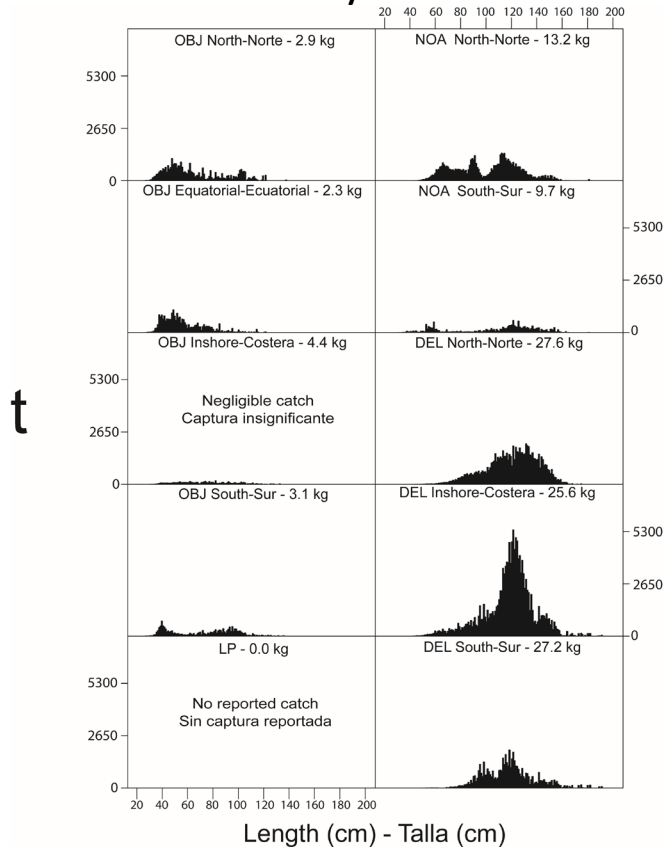 20 40 60 80 100 120 140 160 180 200
OBJ North-Norte - 2.9 kg
NOA North-Norte - 13.2 kg
5300
2650
0
OBJ Equatorial-Ecuatorial - 2.3 kg
NOA South-Sur - 9.7 kg
5300
2650
0
OBJ Inshore-Costera - 4.4 kg
DEL North-Norte - 27.6 kg
5300
Negligible catch
Captura insignificante
2650
0
t
OBJ South-Sur - 3.1 kg
DEL Inshore-Costera - 25.6 kg
5300
2650
0
LP - 0.0 kg
DEL South-Sur - 27.2 kg
5300
No reported catch
Sin captura reportada
2650
0
20 40 60 80 100 120 140 160 180 200
Length (cm) - Talla (cm)